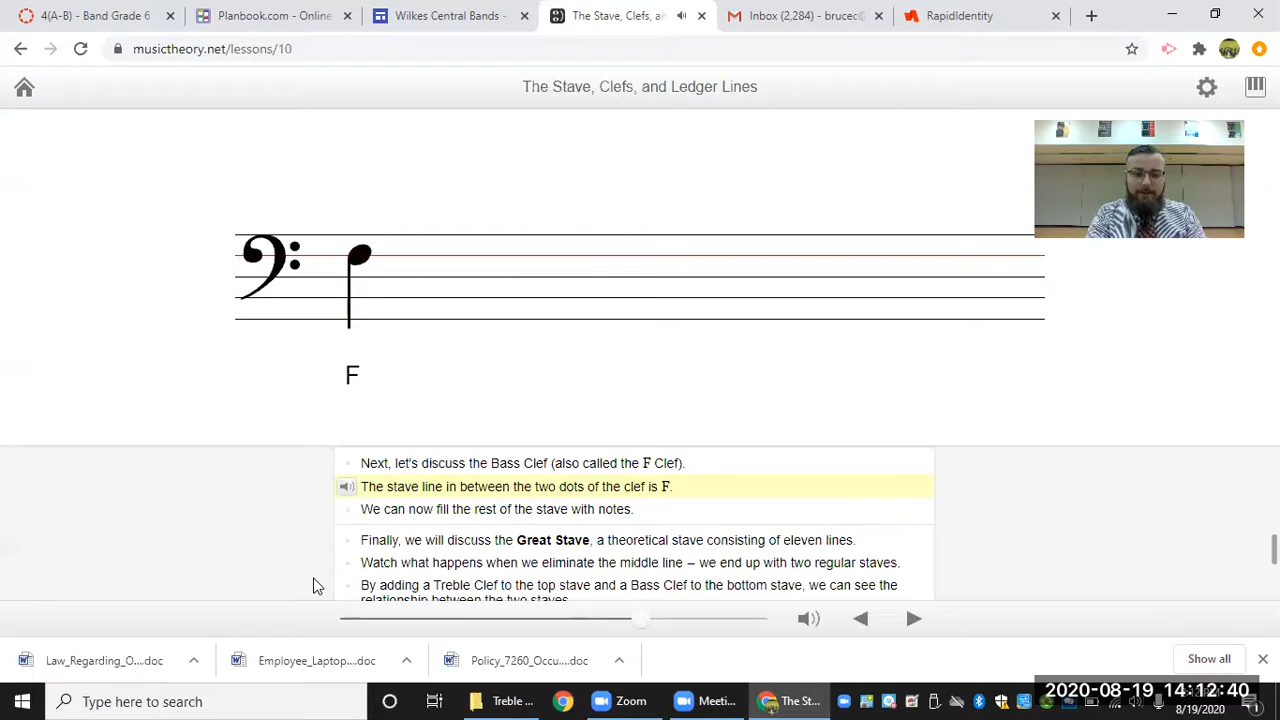 4(A-B) - Band Grade 6
Planbook.com - Online
Wilkes Central Bands -
The Stave, Clefs, an
Inbox (2,284) - brucec@
RapidIdentity
musictheory.net/lessons/10
The Stave, Clefs, and Ledger Lines
F
Next, let's discuss the Bass Clef (also called the F Clef).
The stave line in between the two dots of the clef is F.
We can now fill the rest of the stave with notes.
Finally, we will discuss the Great Stave, a theoretical stave consisting of eleven lines.
Watch what happens when we eliminate the middle line – we end up with two regular staves.
By adding a Treble Clef to the top stave and a Bass Clef to the bottom stave, we can see the
relationship between the two staves.
Law_Regarding_O....doc
Employee_Laptop....doc
Policy_7260_Occu....doc
Show all
Type here to search
Treble ...
Zoom
Meeti...
The St...
2020-08-19 14:12:40
8/19/2020